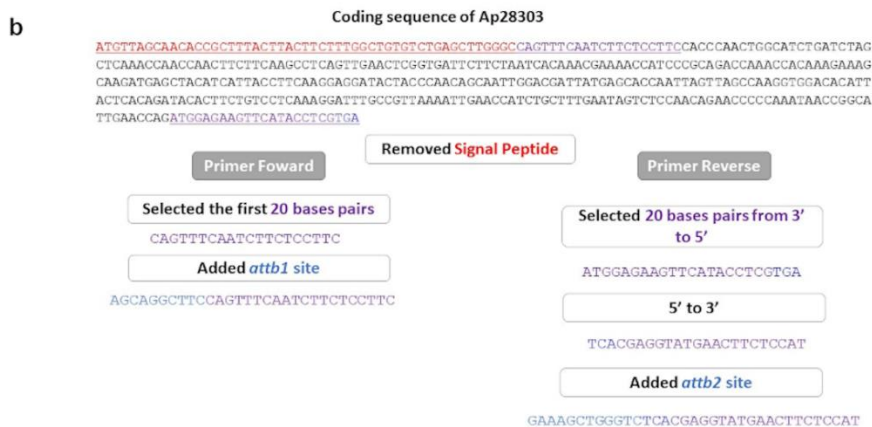 b
Coding sequence of Ap28303
ATGTTAGCAACACCGCTTTACTTACTTCTTTGGCTGTGTCTGAGCTTGGGCCAGTTTCAATCTTCTCCTTCCACCCAACTGGCATCTGATCTAG
CTCAAACCAACCAACTTCTTCAAGCCTCAGTTGAACTCGGTGATTCTTCTAATCACAAACGAAAACCATCCCGCAGACCAAACCACAAAGAAAG
CAAGATGAGCTACATCATTACCTTCAAGGAGGATACTACCCAACAGCAATTGGACGATTATGAGCACCAATTAGTTAGCCAAGGTGGACACATT
ACTCACAGATACACTTCTGTCCTCAAAGGATTTGCCGTTAAAATTGAACCATCTGCTTTGAATAGTCTCCAACAGAACCCCCAAATAACCGGCA
TTGAACCAGATGGAGAAGTTCATACCTCGTGA
Removed Signal Peptide
Primer Foward
Primer Reverse
Selected the first 20 bases pairs
CAGTTTCAATCTTCTCCTTC
Added attb1 site
AGCAGGCTTCCAGTTTCAATCTTCTCCTTC
Selected 20 bases pairs from 3’
to 5’
ATGGAGAAGTTCATACCTCGTGA
5’ to 3’
TCACGAGGTATGAACTTCTCCAT
Added attb2 site
GAAAGCTGGGTCTCACGAGGTATGAACTTCTCCAT